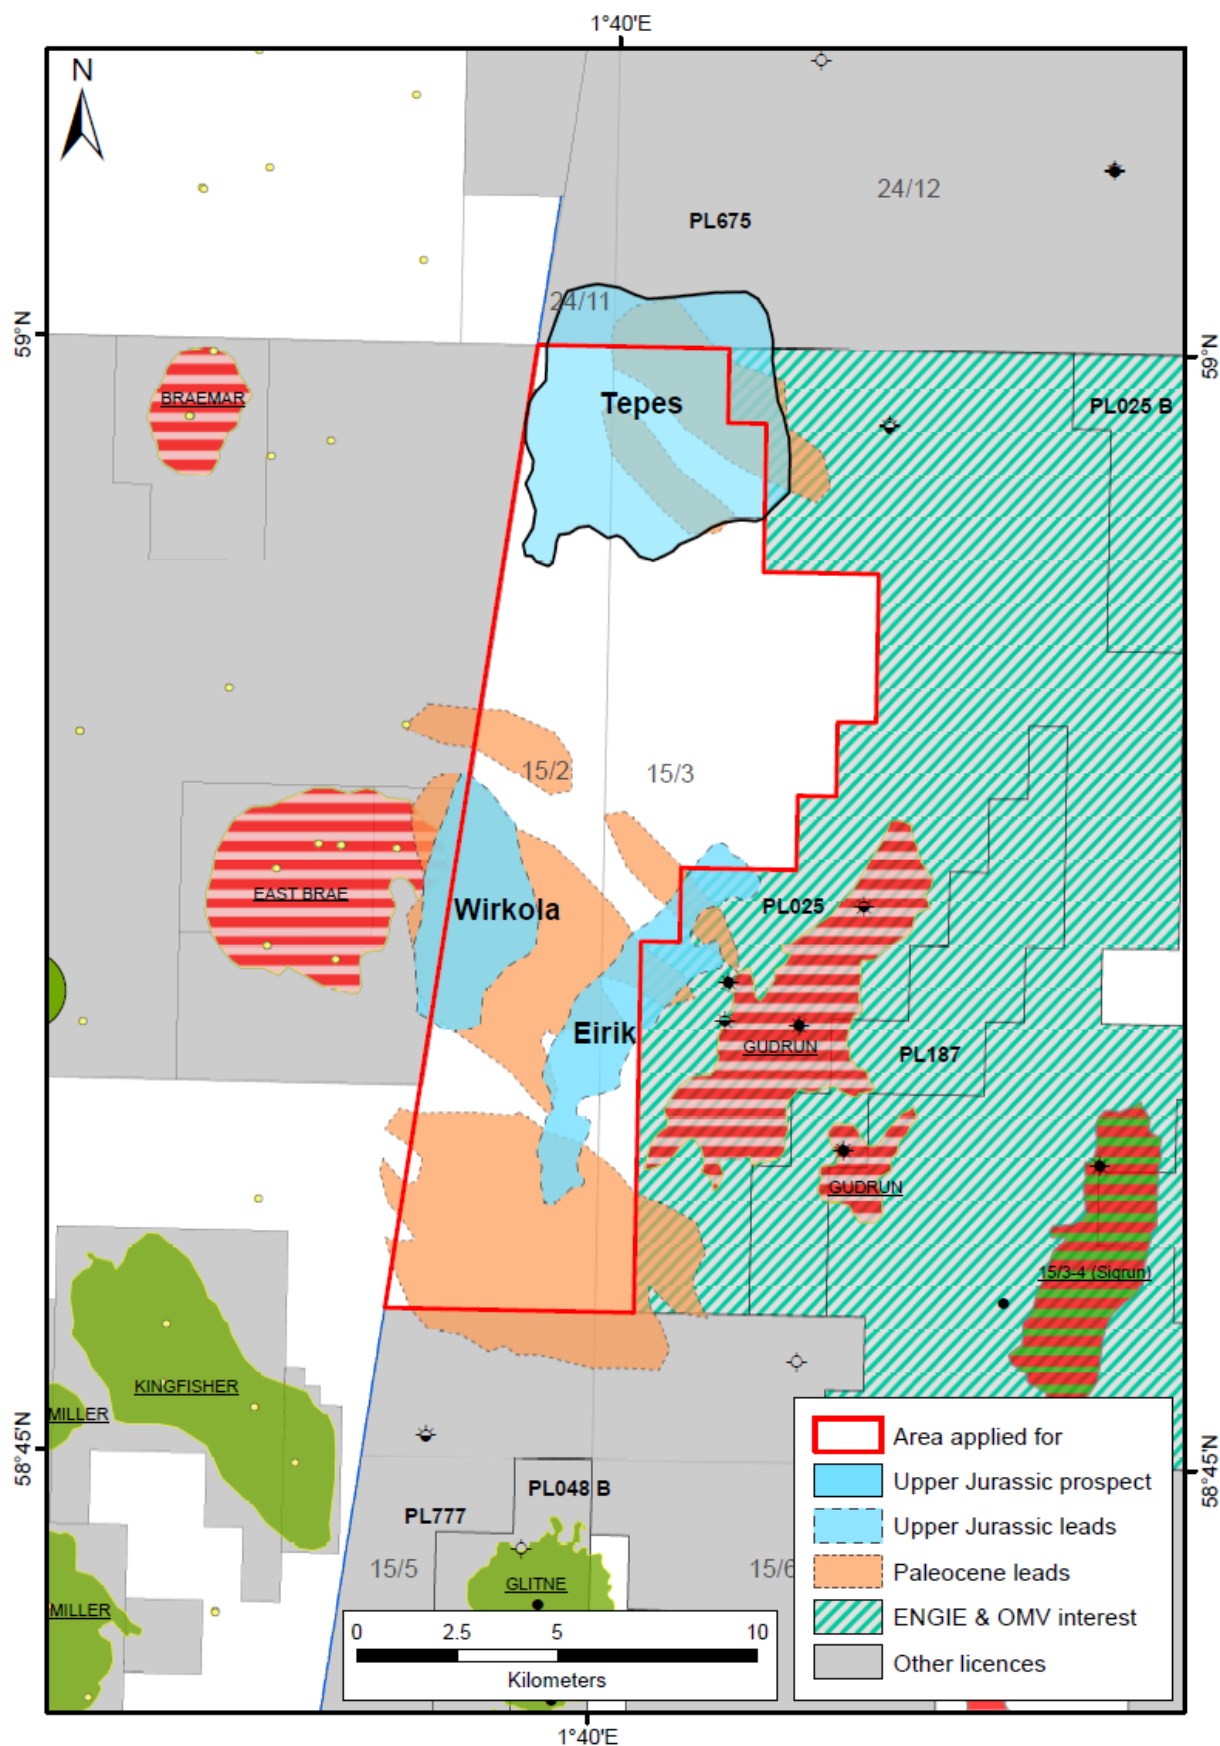 1°40'E
N
24/12
PL675
24/11
59°N
59°N
BRAEMAR
Tepes
PL025 B
15/2
15/3
EAST BRAE
Wirkola
PL025
Eirik
GUDRUN
PL187
GUDRUN
15/3-4 (Sigrun)
KINGFISHER
MILLER
58°45'N
58°45'N
PL048 B
PL777
15/5
15/6
GLITNE
MILLER
Area applied for
Upper Jurassic prospect
Upper Jurassic leads
Paleocene leads
ENGIE & OMV interest
Other licences
0 2.5 5 10
Kilometers
1°40'E